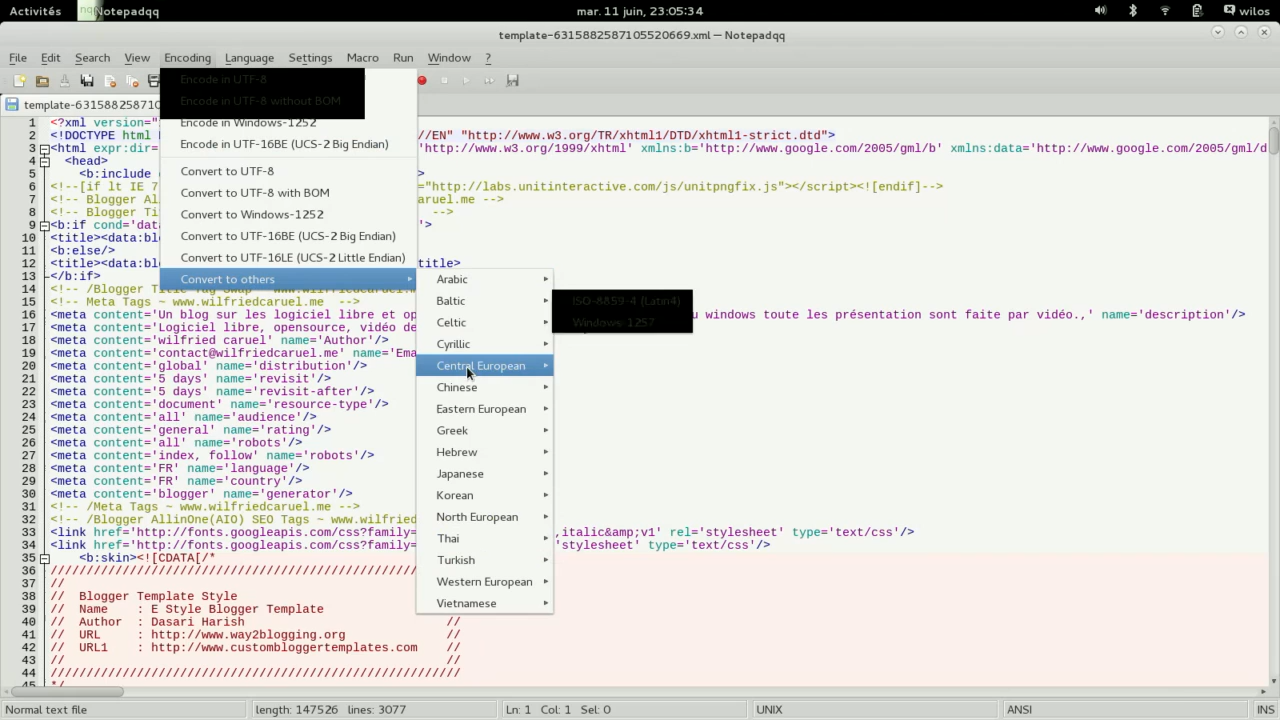 Activités
Notepadqq
mar. 11 juin, 23:05:34
wilos
template-6315882587105520669.xml — Notepadqq
File Edit Search View Encoding Language Settings Macro Run Window ?
template-63158825871
Encode in UTF-8
Encode in UTF-8 without BOM
Encode in Windows-1252
Encode in UTF-16BE (UCS-2 Big Endian)
Convert to UTF-8
Convert to UTF-8 with BOM
Convert to Windows-1252
Convert to UTF-16BE (UCS-2 Big Endian)
Convert to UTF-16LE (UCS-2 Little Endian)
Convert to others
Arabic
Baltic
Celtic
Cyrillic
Central European
Chinese
Eastern European
Greek
Hebrew
Japanese
Korean
North European
Thai
Turkish
Western European
Vietnamese
ISO-8859-4 (Latin4)
Windows-1257
1 <?xml version="
2 <!DOCTYPE html //EN" "http://www.w3.org/TR/xhtml1/DTD/xhtml1-strict.dtd">
3 <html expr:dir= 'http://www.w3.org/1999/xhtml' xmlns:b='http://www.google.com/2005/gml/b' xmlns:data='http://www.google.com/2005/gml/d
4 <head>
5 <b:include >
6 <!--[if lt IE 7 ="http://labs.unitinteractive.com/js/unitpngfix.js"></script><![endif]-->
7 <!-- Blogger Al caruel.me -->
8 <!-- Blogger Tit -->
9 <b:if cond='dat '>
10 <title><data:bl
11 <b:else/>
12 <title><data:bl title>
13 </b:if>
14 <!-- /Blogger Title Tag Swap ~ www.wilfriedcaruel.me -->
15 <!-- Meta Tags ~ www.wilfriedcaruel.me -->
16 <meta content='Un blog sur les logiciel libre et op u windows toute les présentation sont faite par vidéo.,' name='description'/>
17 <meta content='Logiciel libre, opensource, vidéo de
18 <meta content='wilfried caruel' name='Author'/>
19 <meta content='contact@wilfriedcaruel.me' name='Ema
20 <meta content='global' name='distribution'/>
21 <meta content='5 days' name='revisit'/>
22 <meta content='5 days' name='revisit-after'/>
23 <meta content='document' name='resource-type'/>
24 <meta content='all' name='audience'/>
25 <meta content='general' name='rating'/>
26 <meta content='all' name='robots'/>
27 <meta content='index, follow' name='robots'/>
28 <meta content='FR' name='language'/>
29 <meta content='FR' name='country'/>
30 <meta content='blogger' name='generator'/>
31 <!-- /Meta Tags ~ www.wilfriedcaruel.me -->
32 <!-- /Blogger AllinOne(AIO) SEO Tags ~ www.wilfried
33 <link href='http://fonts.googleapis.com/css?family= ,italic&amp;v1' rel='stylesheet' type='text/css'/>
34 <link href='http://fonts.googleapis.com/css?family= 'stylesheet' type='text/css'/>
35 <b:skin><![CDATA[/*
36 /////////////////////////////////////////////////////////
37 //
38 // Blogger Template Style
39 // Name : E Style Blogger Template
40 // Author : Dasari Harish //
41 // URL : http://www.way2blogging.org //
42 // URL1 : http://www.custombloggertemplates.com //
43 // //
44 /////////////////////////////////////////////////////////
45 */
Normal text file
length: 147526 lines: 3077
Ln: 1 Col: 1 Sel: 0
UNIX
ANSI
INS